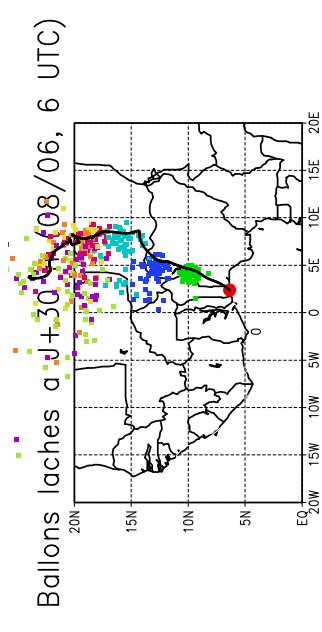 Ballons laches a J+30 /08/06, 6 UTC)
20N
15N
10N
5N
EQ
0
20W 15W 10W 5W 0 5E 10E 15E 20E